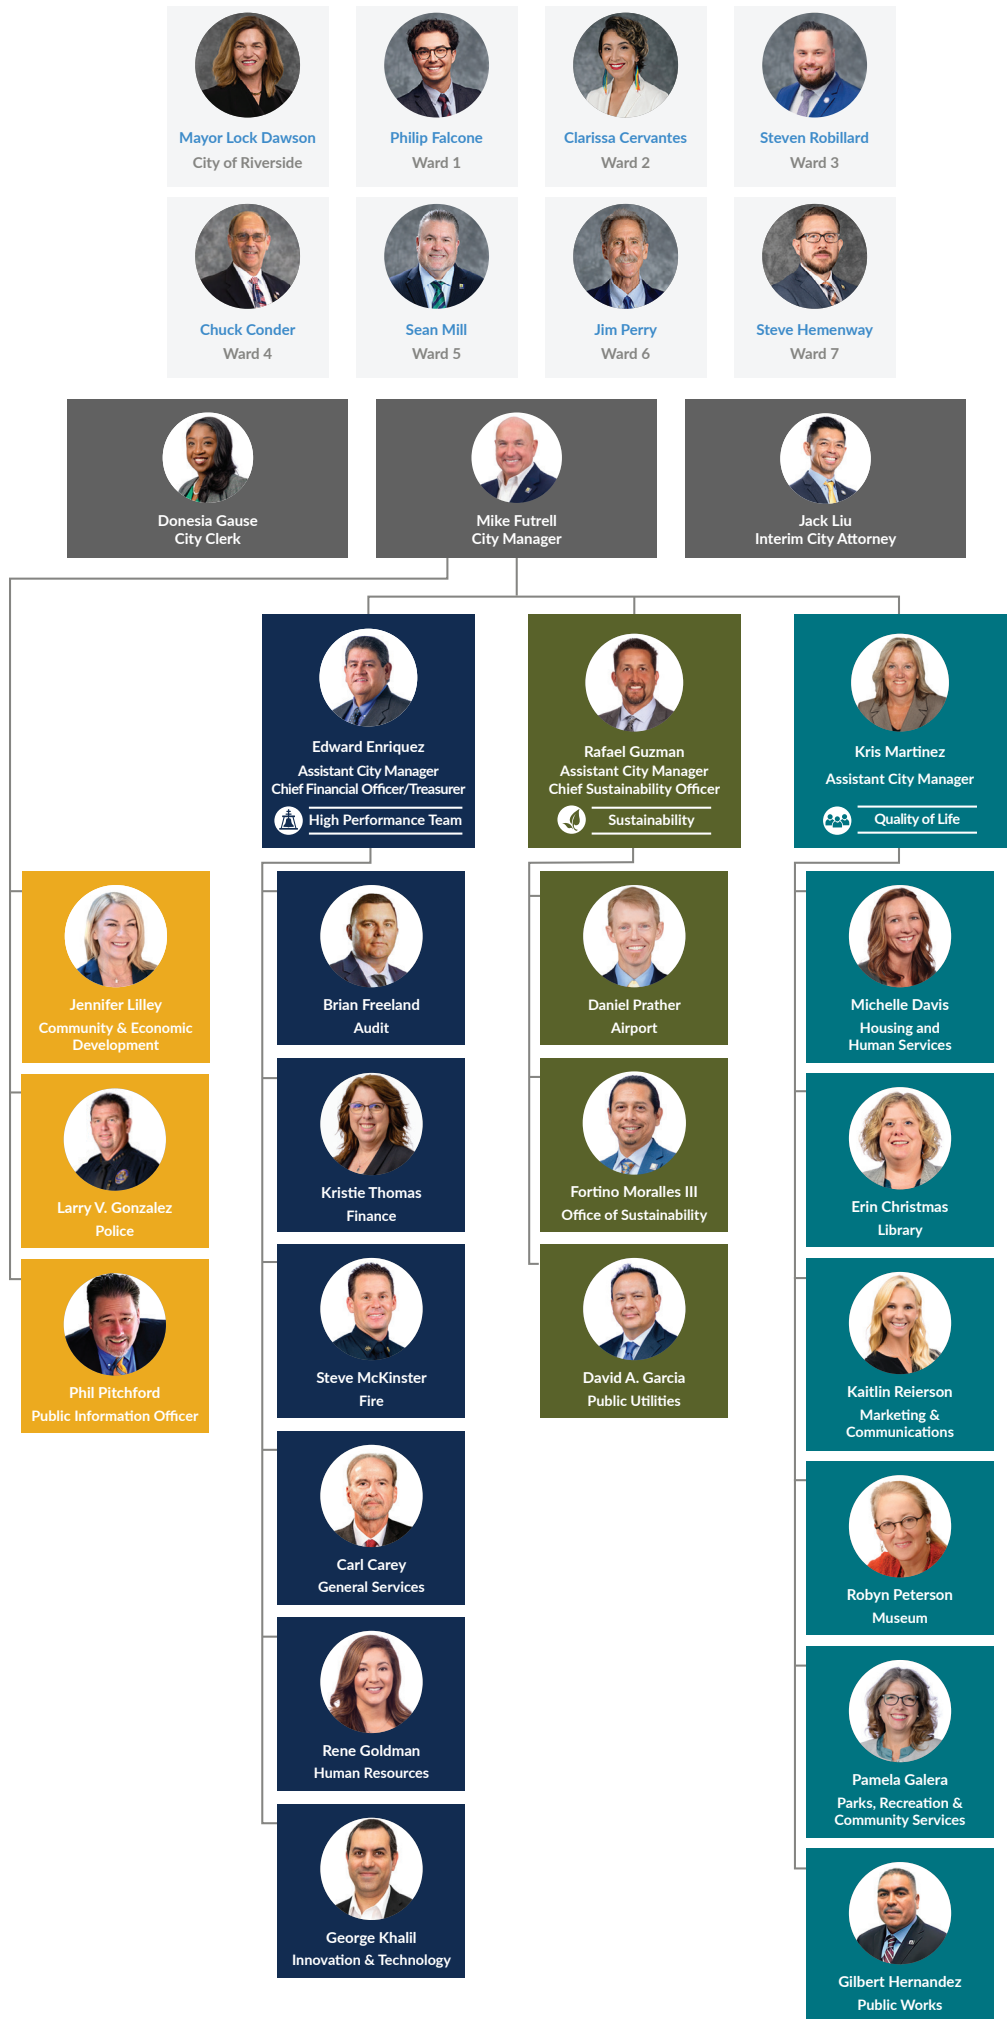 Mayor Lock Dawson
City of Riverside
Philip Falcone
Ward 1
Clarissa Cervantes
Ward 2
Steven Robillard
Ward 3
Chuck Conder
Ward 4
Sean Mill
Ward 5
Jim Perry
Ward 6
Steve Hemenway
Ward 7
Donesia Gause
City Clerk
Mike Futrell
City Manager
Jack Liu
Interim City Attorney
Edward Enriquez
Assistant City Manager
Chief Financial Officer/Treasurer
High Performance Team
Rafael Guzman
Assistant City Manager
Chief Sustainability Officer
Sustainability
Kris Martinez
Assistant City Manager
Quality of Life
Jennifer Lilley
Community & Economic
Development
Larry V. Gonzalez
Police
Phil Pitchford
Public Information Officer
Brian Freeland
Audit
Kristie Thomas
Finance
Steve McKinster
Fire
Carl Carey
General Services
Rene Goldman
Human Resources
George Khalil
Innovation & Technology
Daniel Prather
Airport
Fortino Moralles III
Office of Sustainability
David A. Garcia
Public Utilities
Michelle Davis
Housing and
Human Services
Erin Christmas
Library
Kaitlin Reierson
Marketing &
Communications
Robyn Peterson
Museum
Pamela Galera
Parks, Recreation &
Community Services
Gilbert Hernandez
Public Works